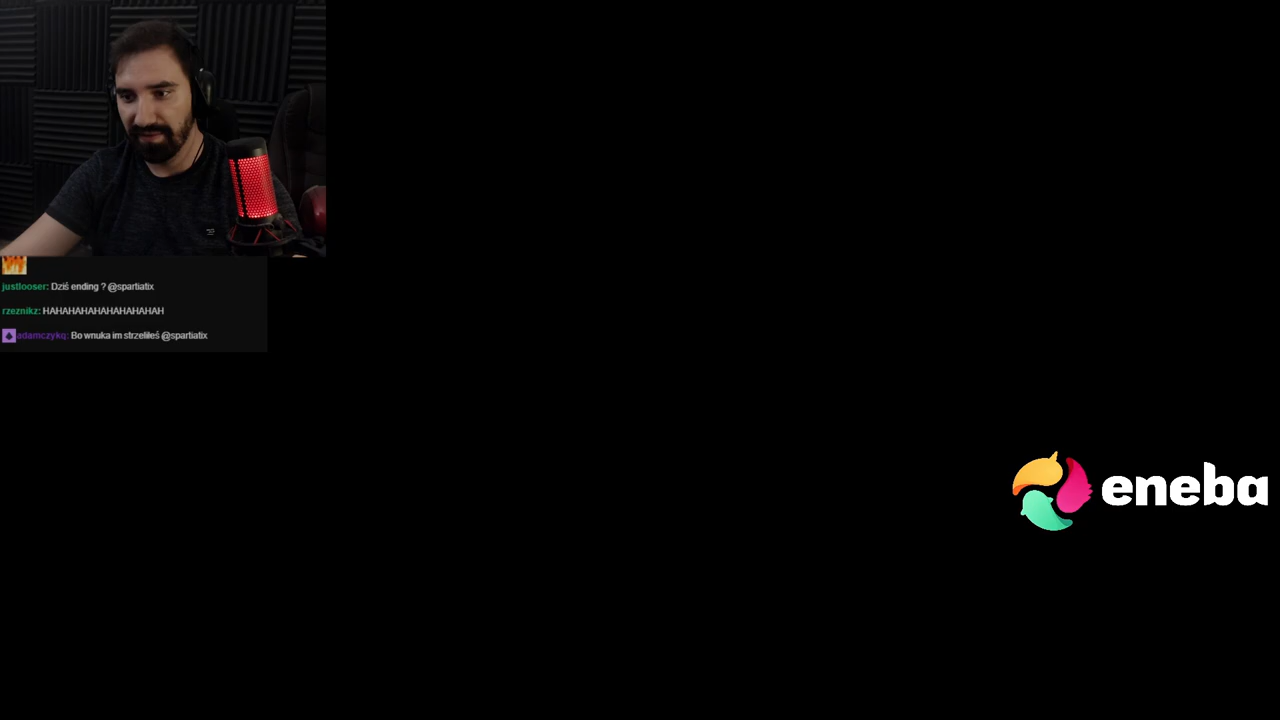 justlooser: Dziś ending ? @spartiatix
rzeznikz: HAHAHAHAHAHAHAHAHAH
adamczykq: Bo wnuka im strzeliłeś @spartiatix
eneba